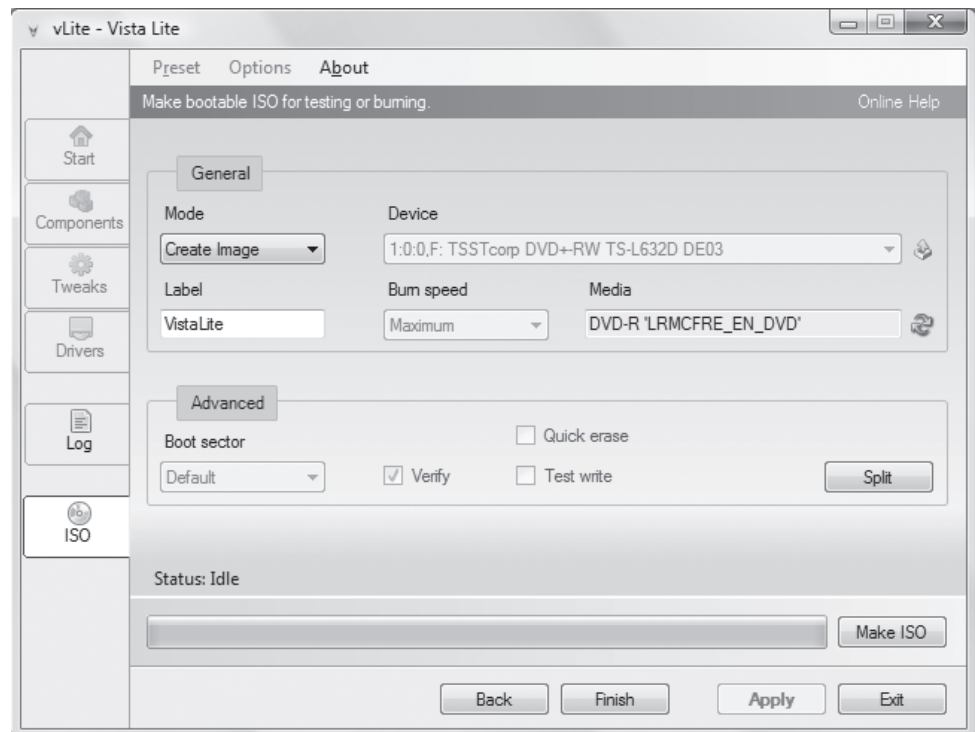 vLite - Vista Lite
Preset Options About
Make bootable ISO for testing or burning. Online Help
Start
Components
Tweaks
Drivers
Log
ISO
General
Mode Device
Create Image 1:0:0,F: TSSTcorp DVD+-RW TS-L632D DE03
Label Burn speed Media
VistaLite Maximum DVD-R 'LRMCFRE_EN_DVD'
Advanced
Boot sector Quick erase
Default Verify Test write Split
Status: Idle
Make ISO
Back Finish Apply Exit